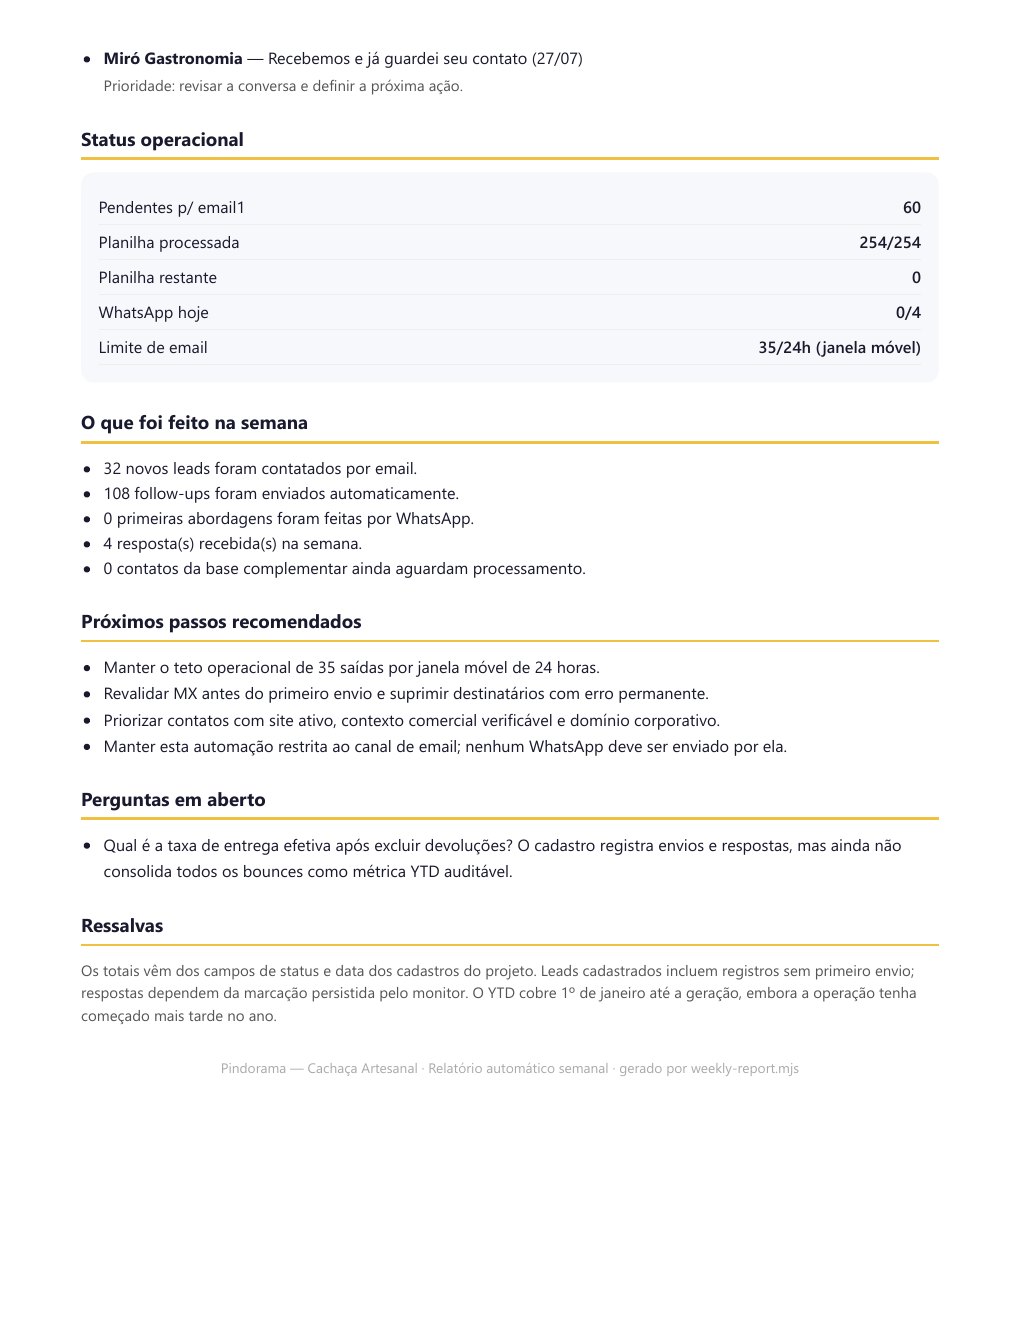 • Miró Gastronomia — Recebemos e já guardei seu contato (27/07)
Prioridade: revisar a conversa e definir a próxima ação.
Status operacional
Pendentes p/ email1 60
Planilha processada 254/254
Planilha restante 0
WhatsApp hoje 0/4
Limite de email 35/24h (janela móvel)
O que foi feito na semana
• 32 novos leads foram contatados por email.
• 108 follow-ups foram enviados automaticamente.
• 0 primeiras abordagens foram feitas por WhatsApp.
• 4 resposta(s) recebida(s) na semana.
• 0 contatos da base complementar ainda aguardam processamento.
Próximos passos recomendados
• Manter o teto operacional de 35 saídas por janela móvel de 24 horas.
• Revalidar MX antes do primeiro envio e suprimir destinatários com erro permanente.
• Priorizar contatos com site ativo, contexto comercial verificável e domínio corporativo.
• Manter esta automação restrita ao canal de email; nenhum WhatsApp deve ser enviado por ela.
Perguntas em aberto
• Qual é a taxa de entrega efetiva após excluir devoluções? O cadastro registra envios e respostas, mas ainda não
consolida todos os bounces como métrica YTD auditável.
Ressalvas
Os totais vêm dos campos de status e data dos cadastros do projeto. Leads cadastrados incluem registros sem primeiro envio;
respostas dependem da marcação persistida pelo monitor. O YTD cobre 1º de janeiro até a geração, embora a operação tenha
começado mais tarde no ano.
Pindorama — Cachaça Artesanal · Relatório automático semanal · gerado por weekly-report.mjs